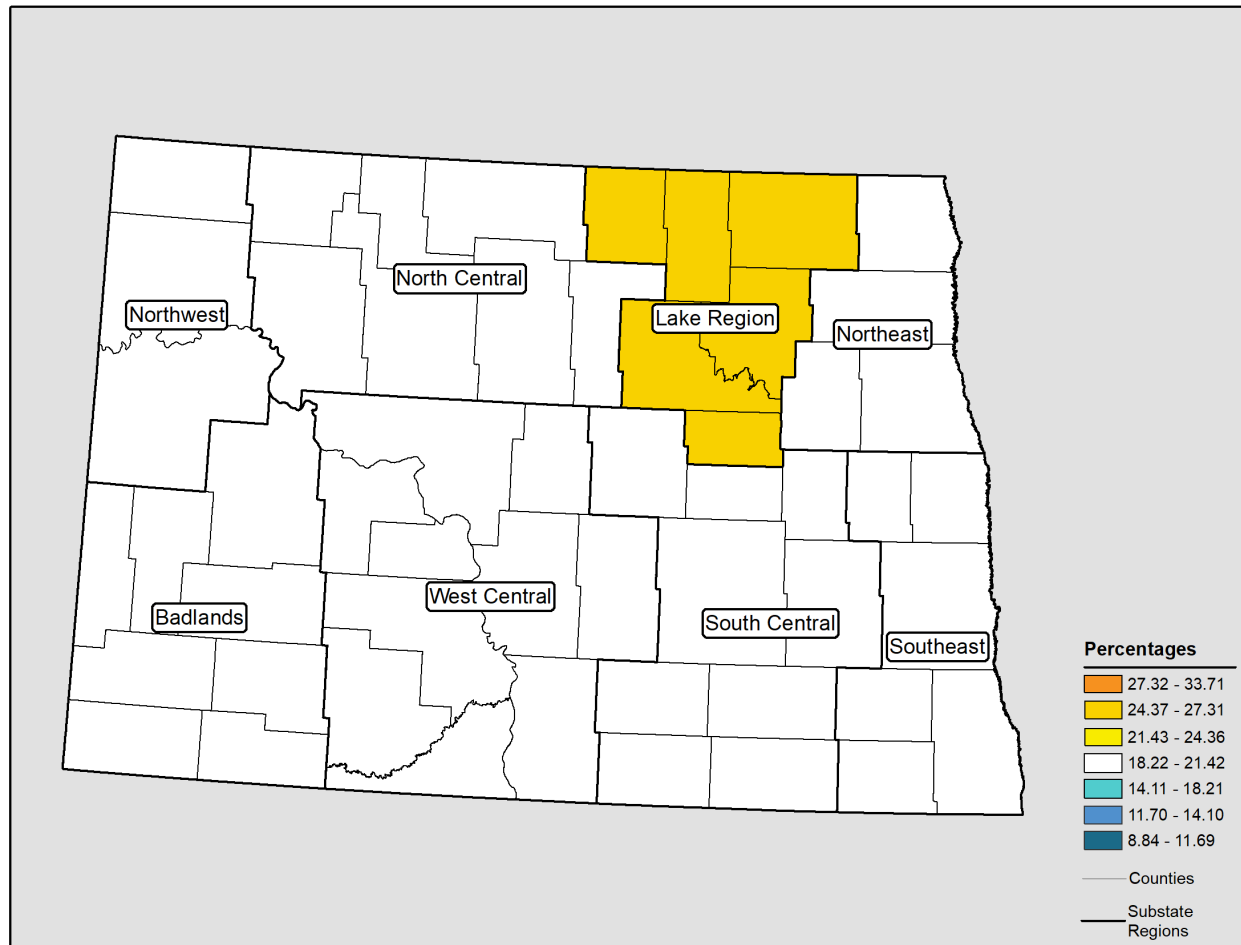 North Central
Northwest
Lake Region
Northeast
West Central
Badlands
South Central
Southeast
Percentages
27.32 - 33.71
24.37 - 27.31
21.43 - 24.36
18.22 - 21.42
14.11 - 18.21
11.70 - 14.10
8.84 - 11.69
Counties
Substate
Regions